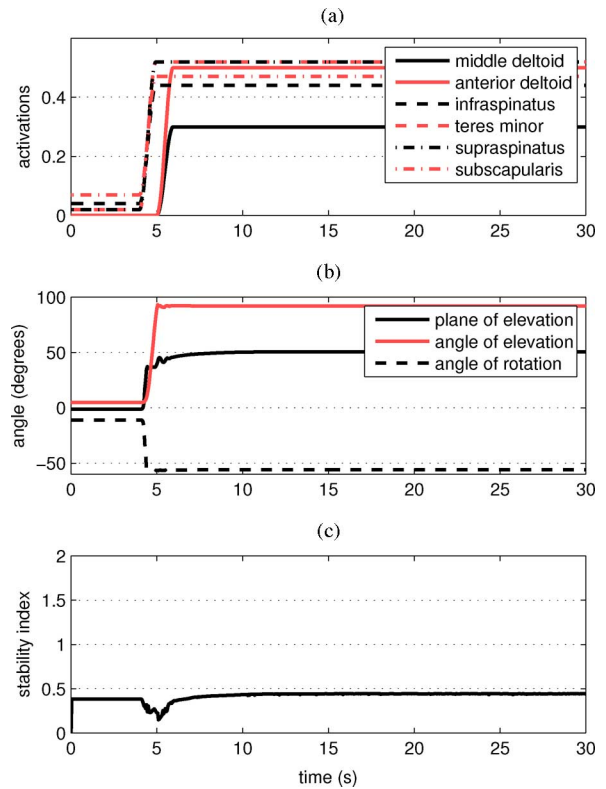 (a)
activations
0.4
0.2
0
middle deltoid
anterior deltoid
infraspinatus
teres minor
supraspinatus
subscapularis
0 5 10 15 20 25 30
(b)
angle (degrees)
100
50
0
−50
plane of elevation
angle of elevation
angle of rotation
0 5 10 15 20 25 30
(c)
stability index
2
1.5
1
0.5
0
0 5 10 15 20 25 30
time (s)